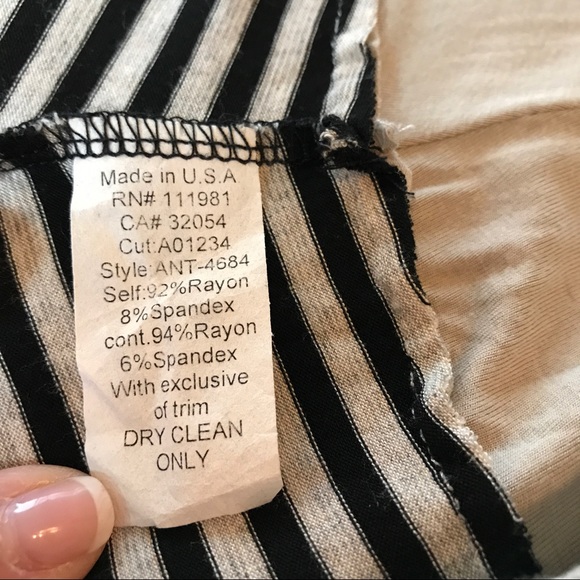 Made in U.S.A
RN# 111981
CA# 32054
Cut:A01234
Style:ANT-4684
Self:92%Rayon
8%Spandex
cont.94%Rayon
6%Spandex
With exclusive
of trim
DRY CLEAN
ONLY